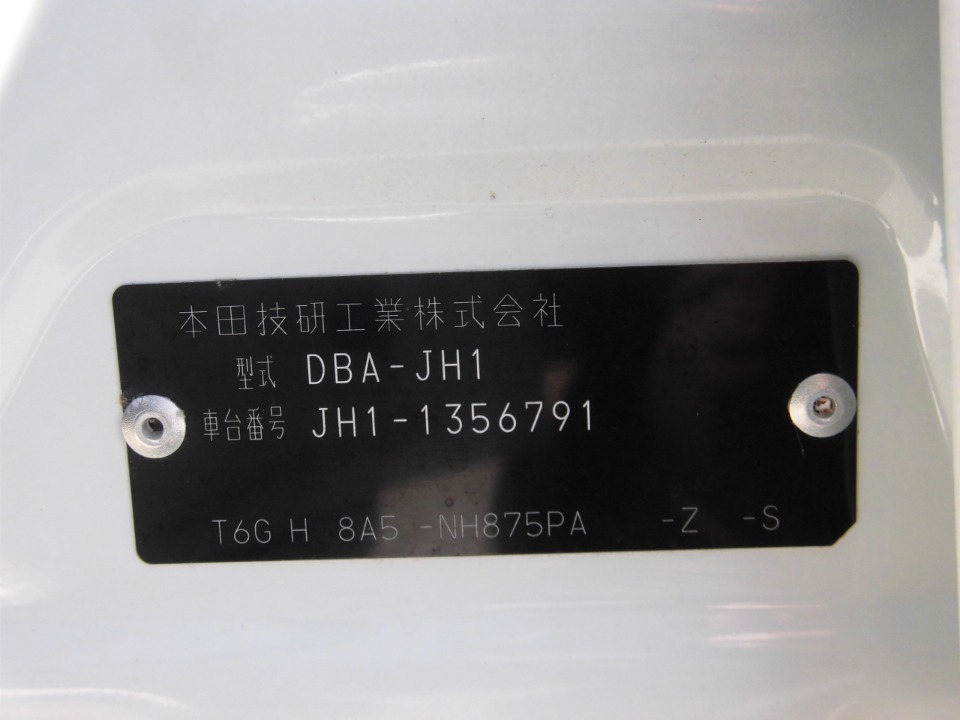 本田技研工業株式会社
型式 DBA-JH1
車台番号 JH1-1356791
T6G H 8A5 -NH875PA -Z -S